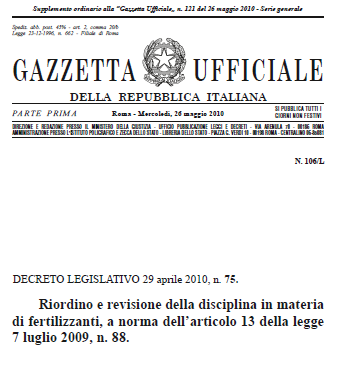 Supplemento ordinario alla "Gazzetta Ufficiale„ n. 121 del 26 maggio 2010 - Serie generale
Spediz. abb. post. 45% - art. 2, comma 20/b
Legge 23-12-1996, n. 662 - Filiale di Roma
GAZZETTA UFFICIALE
DELLA REPUBBLICA ITALIANA
PARTE PRIMA
Roma - Mercoledì, 26 maggio 2010
SI PUBBLICA TUTTI I
GIORNI NON FESTIVI
DIREZIONE E REDAZIONE PRESSO IL MINISTERO DELLA GIUSTIZIA - UFFICIO PUBBLICAZIONE LEGGI E DECRETI - VIA ARENULA 70 - 00186 ROMA
AMMINISTRAZIONE PRESSO L'ISTITUTO POLIGRAFICO E ZECCA DELLO STATO - LIBRERIA DELLO STATO - PIAZZA G. VERDI 10 - 00198 ROMA - CENTRALINO 06-85081
N. 106/L
DECRETO LEGISLATIVO 29 aprile 2010, n. 75.
Riordino e revisione della disciplina in materia
di fertilizzanti, a norma dell'articolo 13 della legge
7 luglio 2009, n. 88.